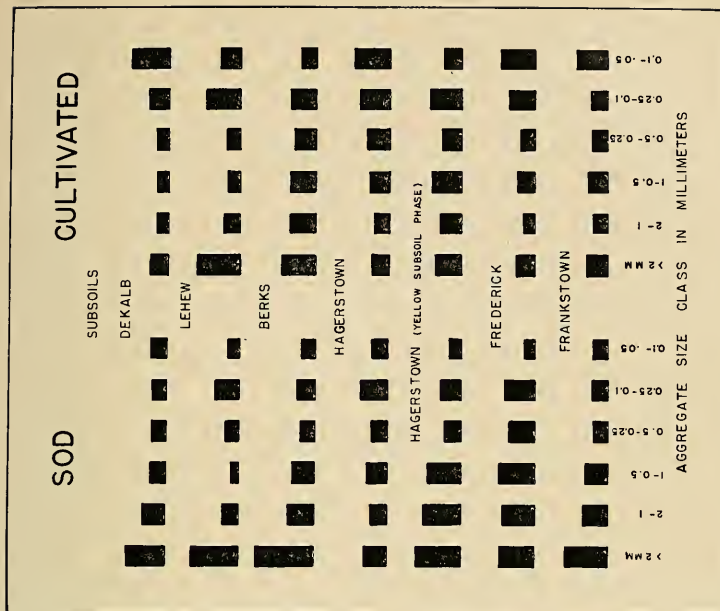 SOD
CULTIVATED
SUBSOILS
DEKALB
LEHEW
BERKS
HAGERSTOWN
HAGERSTOWN (YELLOW SUBSOIL PHASE)
FREDERICK
FRANKSTOWN
>2 MM
2-1
1-0.5
0.5-0.25
0.25-0.1
0.1-.05
>2 MM
2-1
1-0.5
0.5-0.25
0.25-0.1
0.1-.05
AGGREGATE SIZE CLASS IN MILLIMETERS